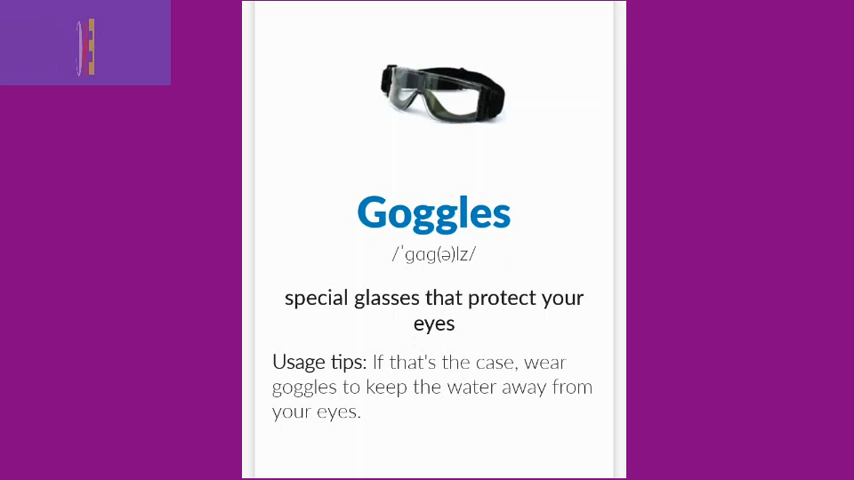 Goggles
/ˈɡɑɡ(ə)lz/
special glasses that protect your
eyes
Usage tips: If that's the case, wear
goggles to keep the water away from
your eyes.